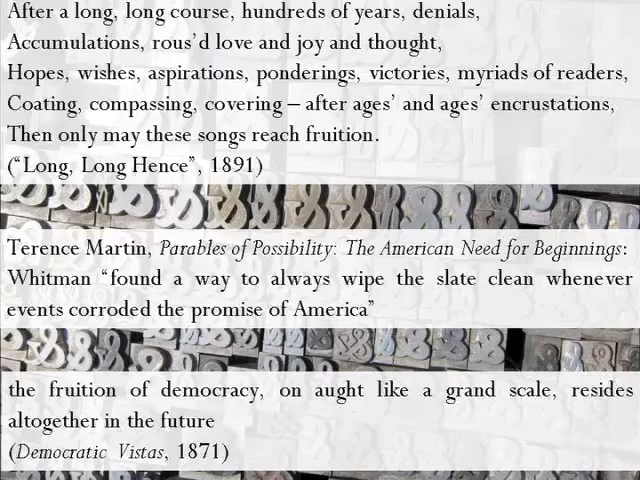 After a long, long course, hundreds of years, denials,
Accumulations, rous’d love and joy and thought,
Hopes, wishes, aspirations, ponderings, victories, myriads of readers,
Coating, compassing, covering – after ages’ and ages’ encrustations,
Then only may these songs reach fruition.
(“Long, Long Hence”, 1891)
Terence Martin, Parables of Possibility: The American Need for Beginnings:
Whitman “found a way to always wipe the slate clean whenever
events corroded the promise of America”
the fruition of democracy, on aught like a grand scale, resides
altogether in the future
(Democratic Vistas, 1871)